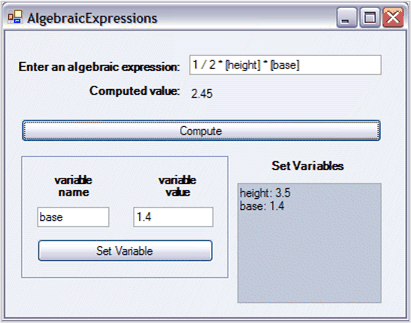 AlgebraicExpressions
Enter an algebraic expression: 1 / 2 * [height] * [base]
Computed value: 2.45
Compute
Set Variables
variable name
variable value
height: 3.5
base: 1.4
base
1.4
Set Variable